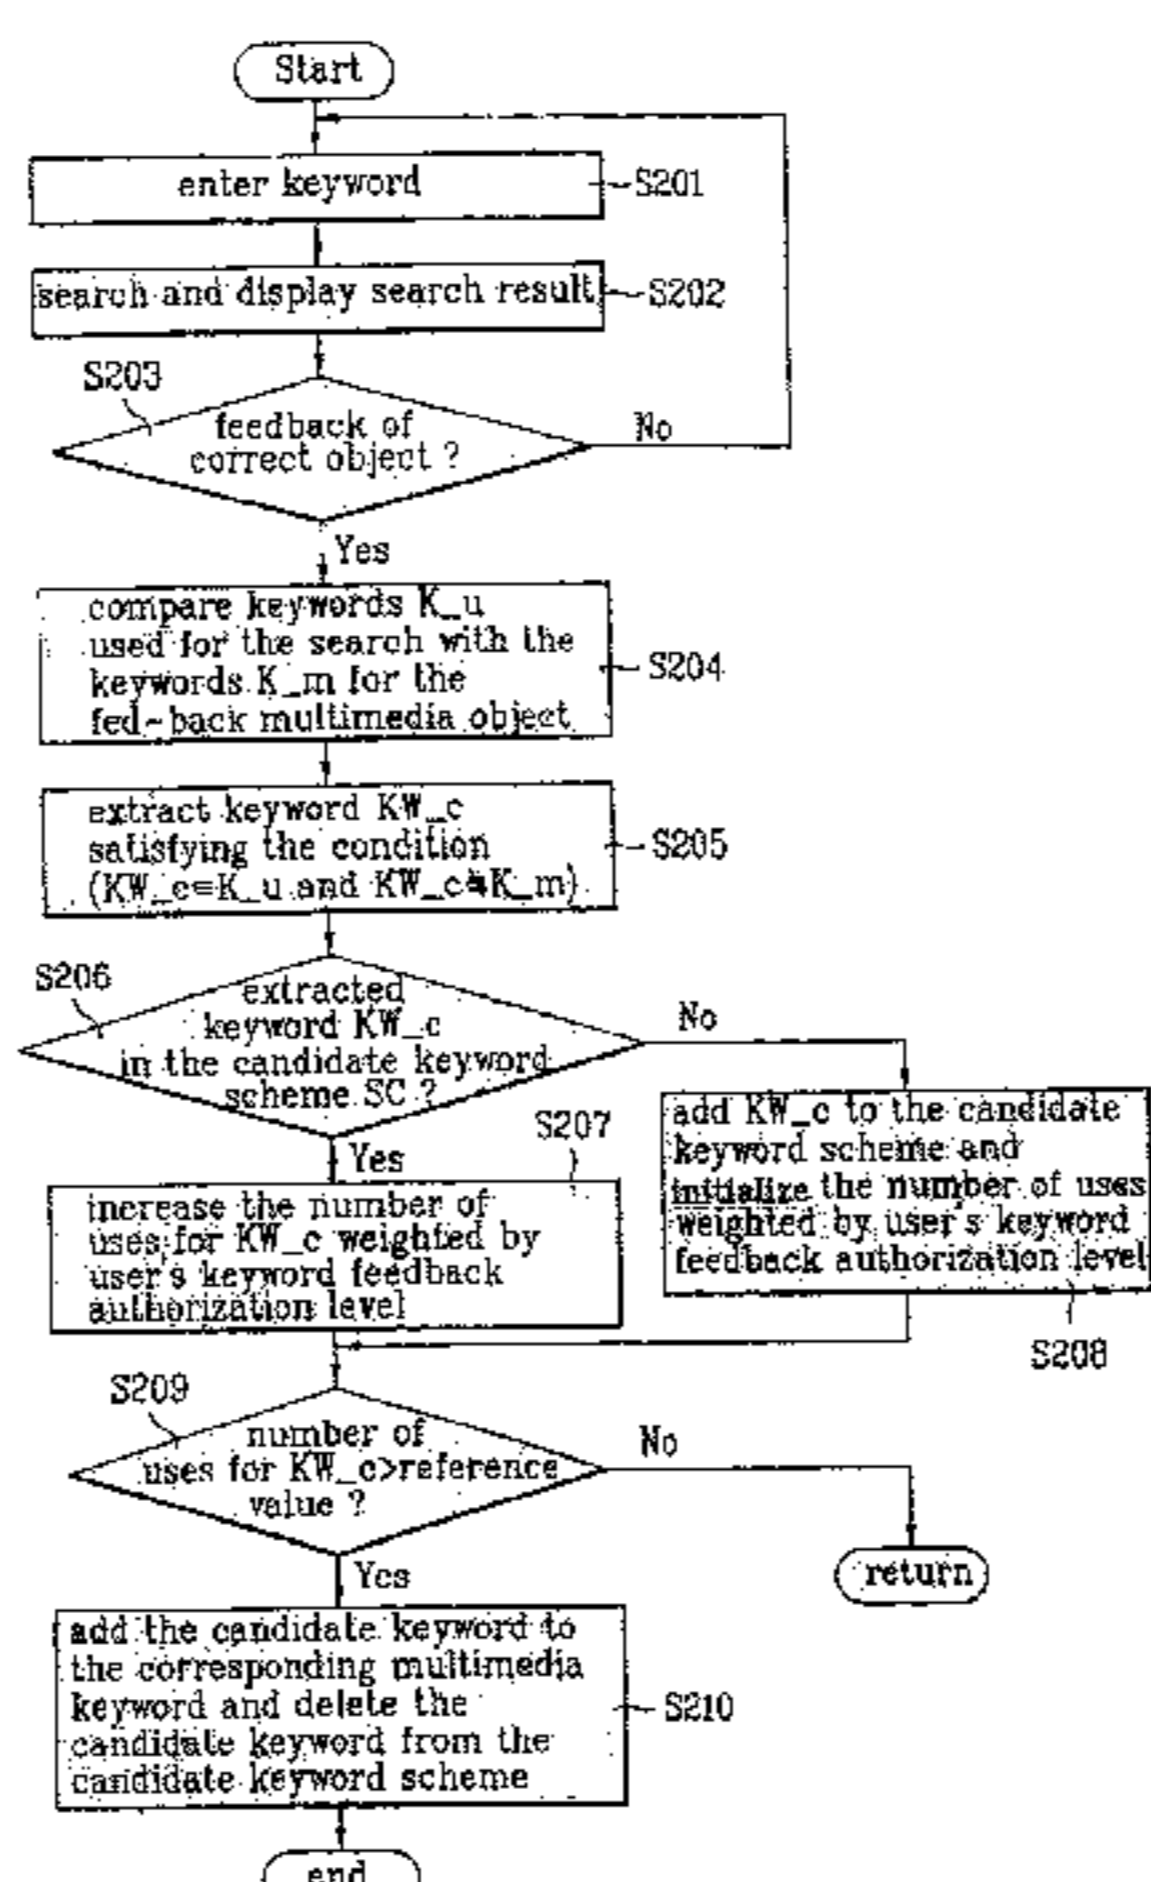 Start
enter keyword
S201
search and display search result
S202
S203
feedback of
correct object ?
No
Yes
compare keywords K_u
used for the search with the
keywords K_m for the
fed-back multimedia object
S204
extract keyword KW_c
satisfying the condition
(KW_c=K_u and KW_c≠K_m)
S205
S206
extracted
keyword KW_c
in the candidate keyword
scheme SC ?
No
Yes
S207
increase the number of
uses for KW_c weighted by
user's keyword feedback
authorization level
add KW_c to the candidate
keyword scheme and
initialize the number of uses
weighted by user's keyword
feedback authorization level
S208
S209
number of
uses for KW_c>reference
value ?
No
return
Yes
add the candidate keyword to
the corresponding multimedia
keyword and delete the
candidate keyword from the
candidate keyword scheme
S210
end